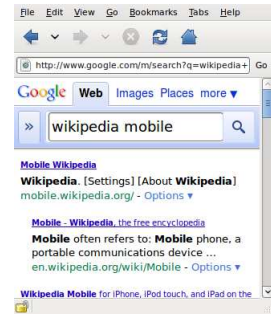 File Edit View Go Bookmarks Tabs Help
http://www.google.com/m/search?q=wikipedia+ Go
Google Web Images Places more ▼
» wikipedia mobile
Mobile Wikipedia
Wikipedia. [Settings] [About Wikipedia]
mobile.wikipedia.org/ - Options ▼
Mobile - Wikipedia, the free encyclopedia
Mobile often refers to: Mobile phone, a
portable communications device ...
en.wikipedia.org/wiki/Mobile - Options ▼
Wikipedia Mobile for iPhone, iPod touch, and iPad on the